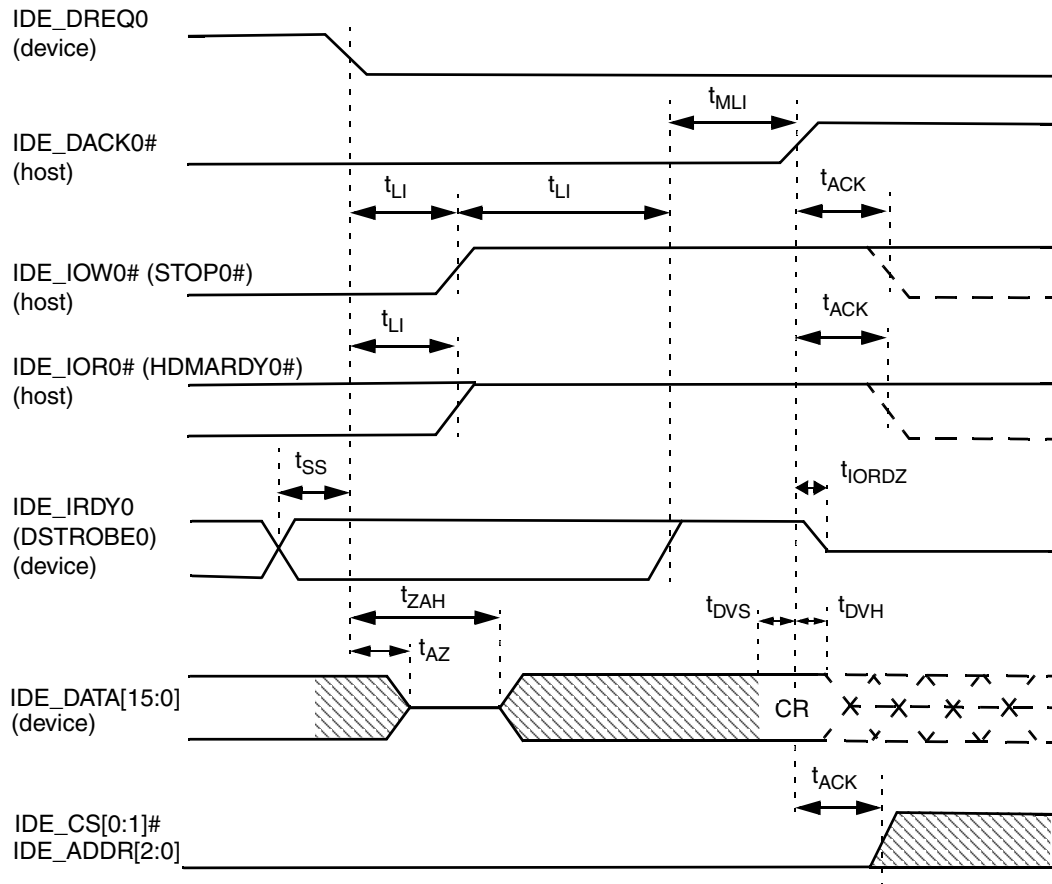 IDE_DREQ0
(device)
tMLI
IDE_DACK0#
(host)
tLI
tLI
tACK
IDE_IOW0# (STOP0#)
(host)
tLI
tACK
IDE_IOR0# (HDMARDY0#)
(host)
tSS
tIORDZ
IDE_IRDY0
(DSTROBE0)
(device)
tZAH
tDVS
tDVH
tAZ
IDE_DATA[15:0]
(device)
CR
tACK
IDE_CS[0:1]#
IDE_ADDR[2:0]